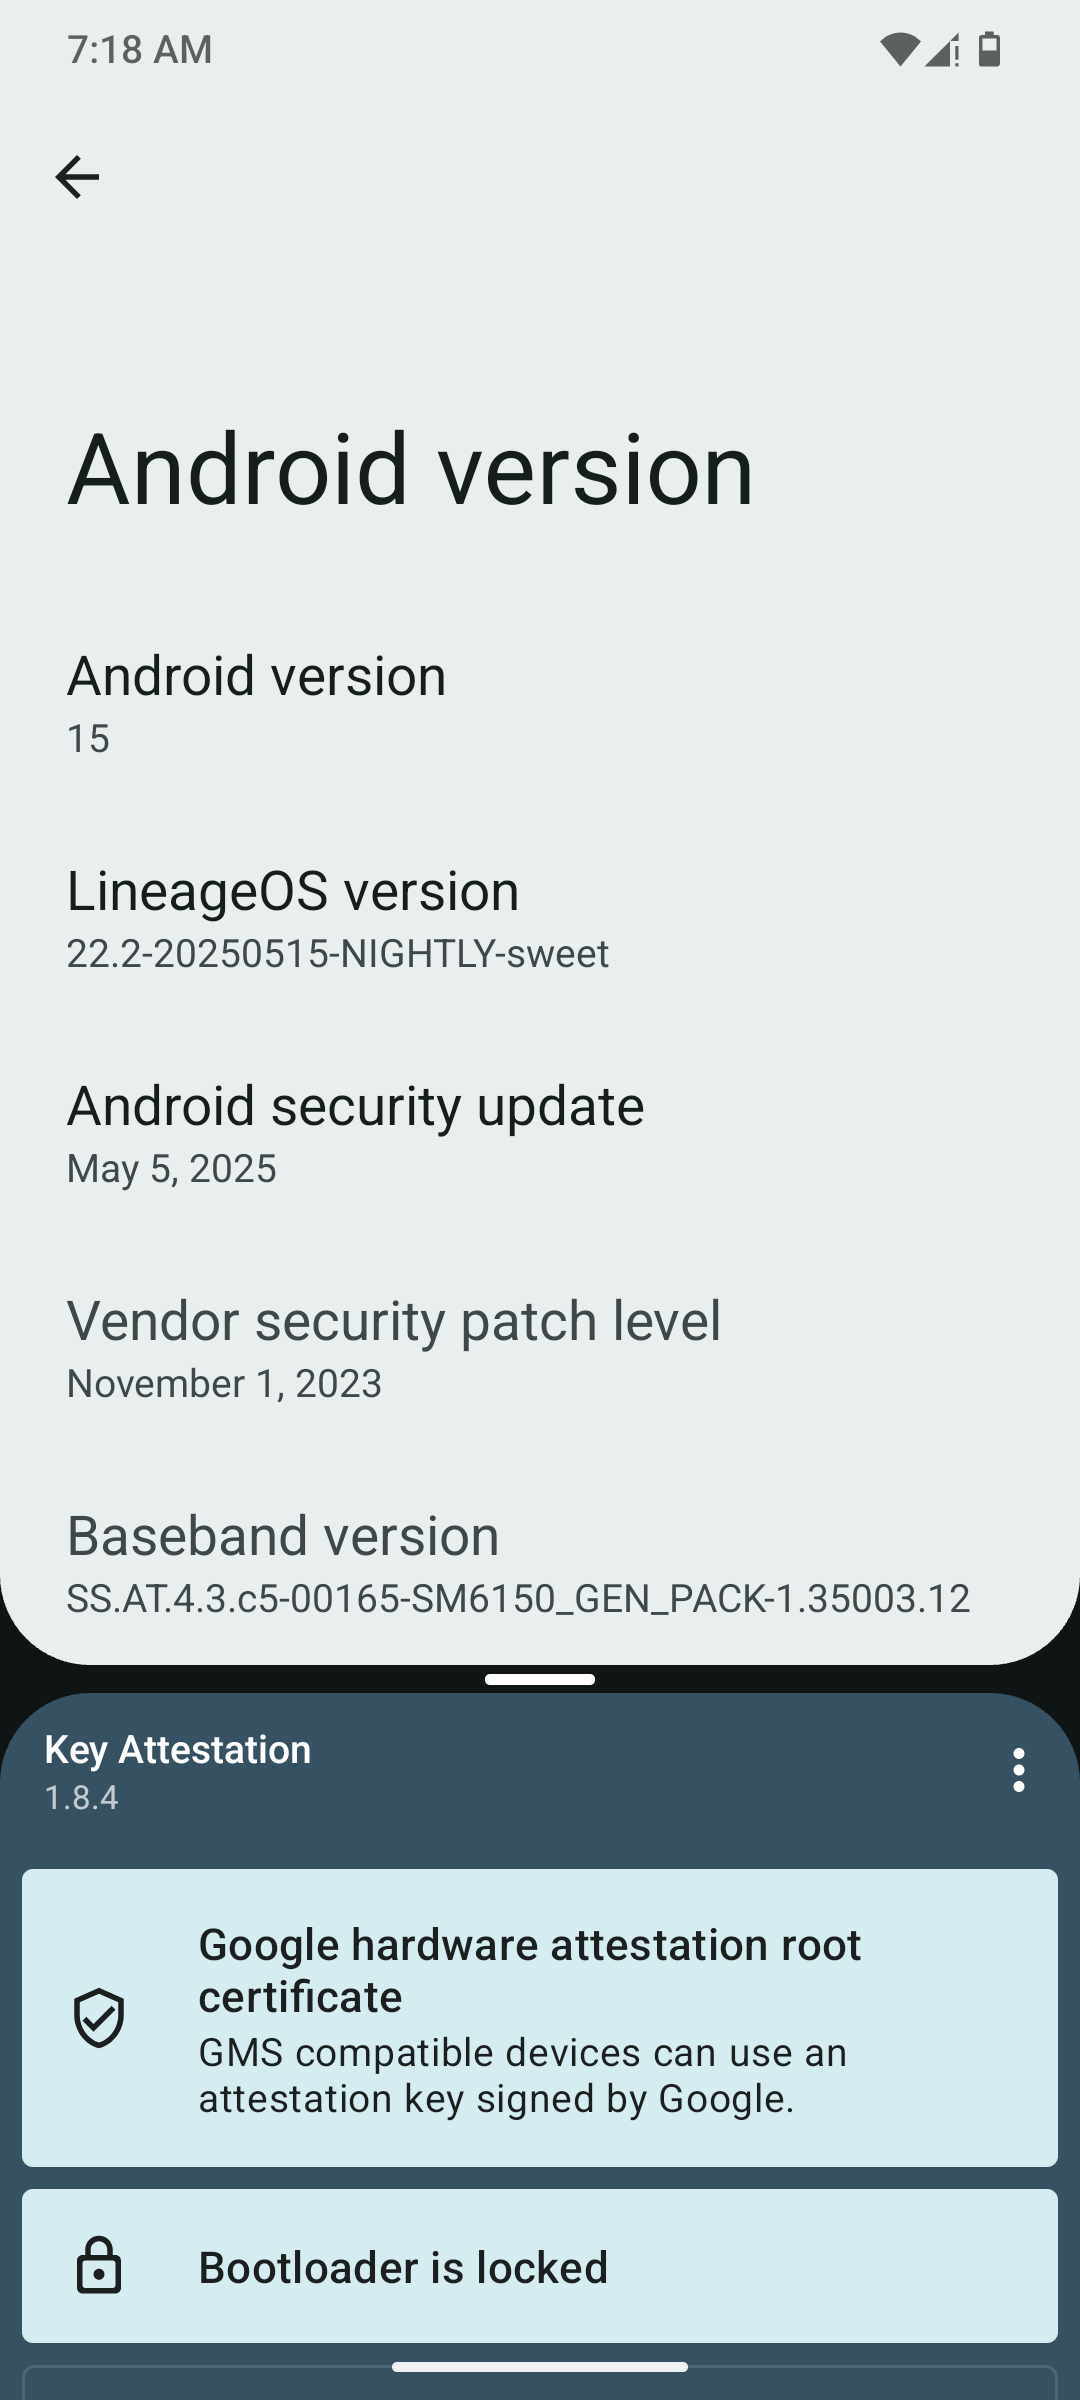 7:18 AM
Android version
Android version
15
LineageOS version
22.2-20250515-NIGHTLY-sweet
Android security update
May 5, 2025
Vendor security patch level
November 1, 2023
Baseband version
SS.AT.4.3.c5-00165-SM6150_GEN_PACK-1.35003.12
Key Attestation
1.8.4
Google hardware attestation root
certificate
GMS compatible devices can use an
attestation key signed by Google.
Bootloader is locked